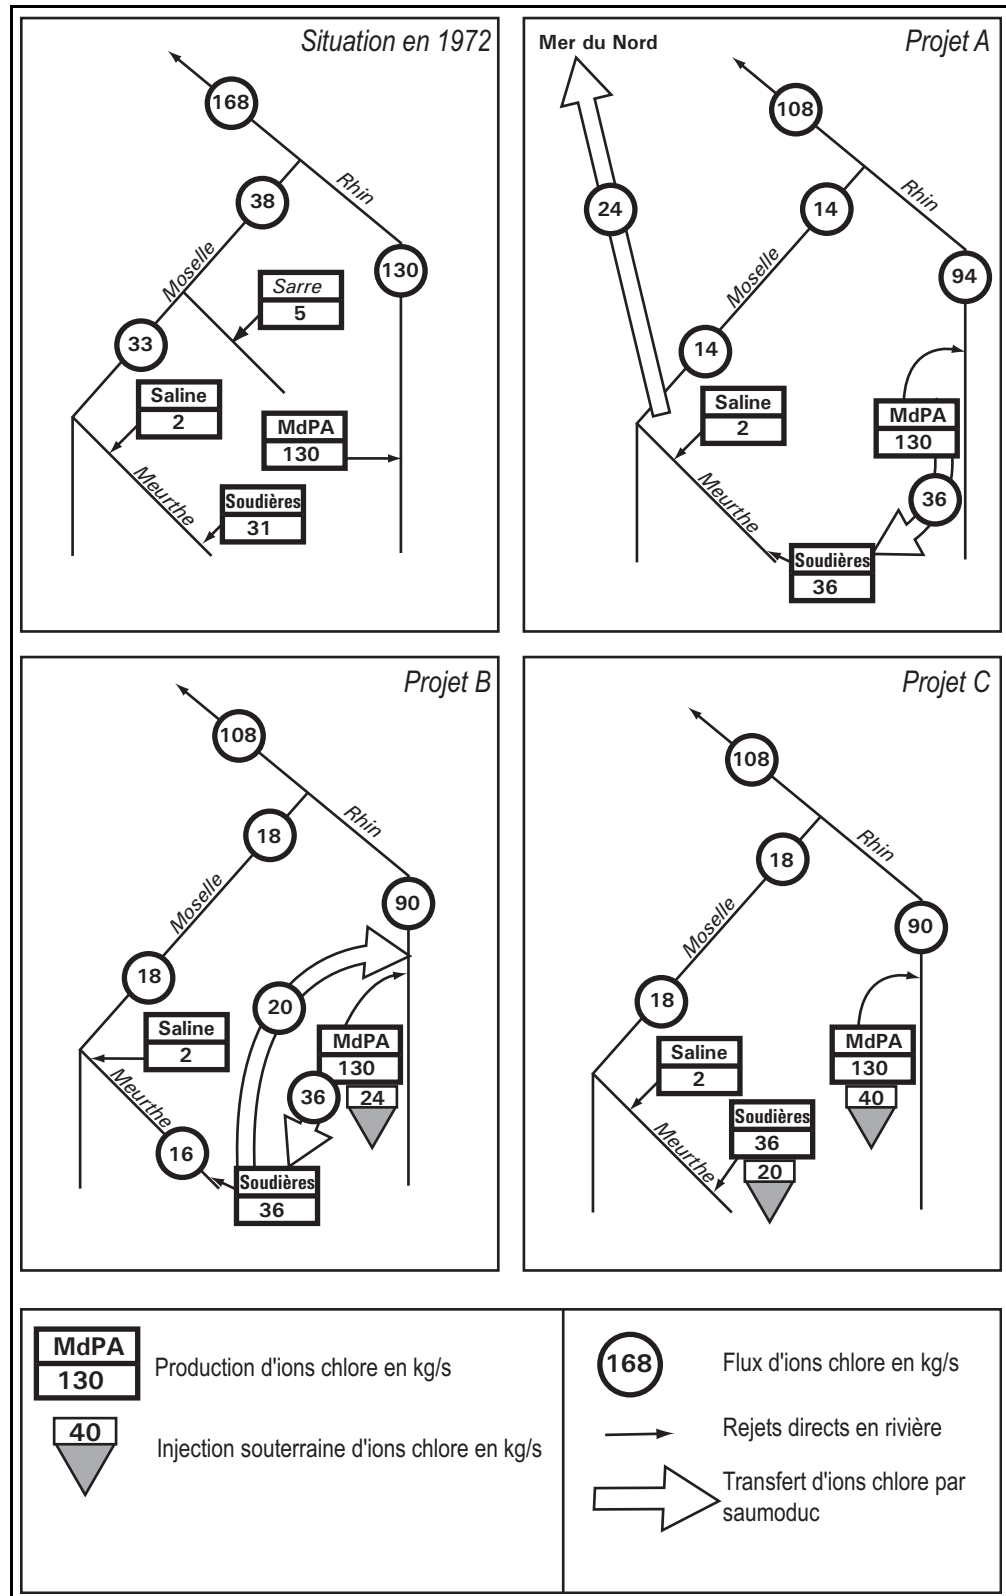 Situation en 1972
168
Rhin
38
130
Moselle
Sarre
5
33
Saline
2
MdPA
130
Meurthe
Soudières
31
Projet A
Mer du Nord
108
Rhin
24
14
94
Moselle
14
Saline
2
MdPA
130
Meurthe
36
Soudières
36
Projet B
108
Rhin
18
90
Moselle
18
20
Saline
2
MdPA
130
24
36
Meurthe
16
Soudières
36
Projet C
108
Rhin
18
90
Moselle
18
Saline
2
MdPA
130
40
Meurthe
Soudières
36
20
MdPA
130
Production d'ions chlore en kg/s
40
Injection souterraine d'ions chlore en kg/s
168
Flux d'ions chlore en kg/s
Rejets directs en rivière
Transfert d'ions chlore par
saumoduc